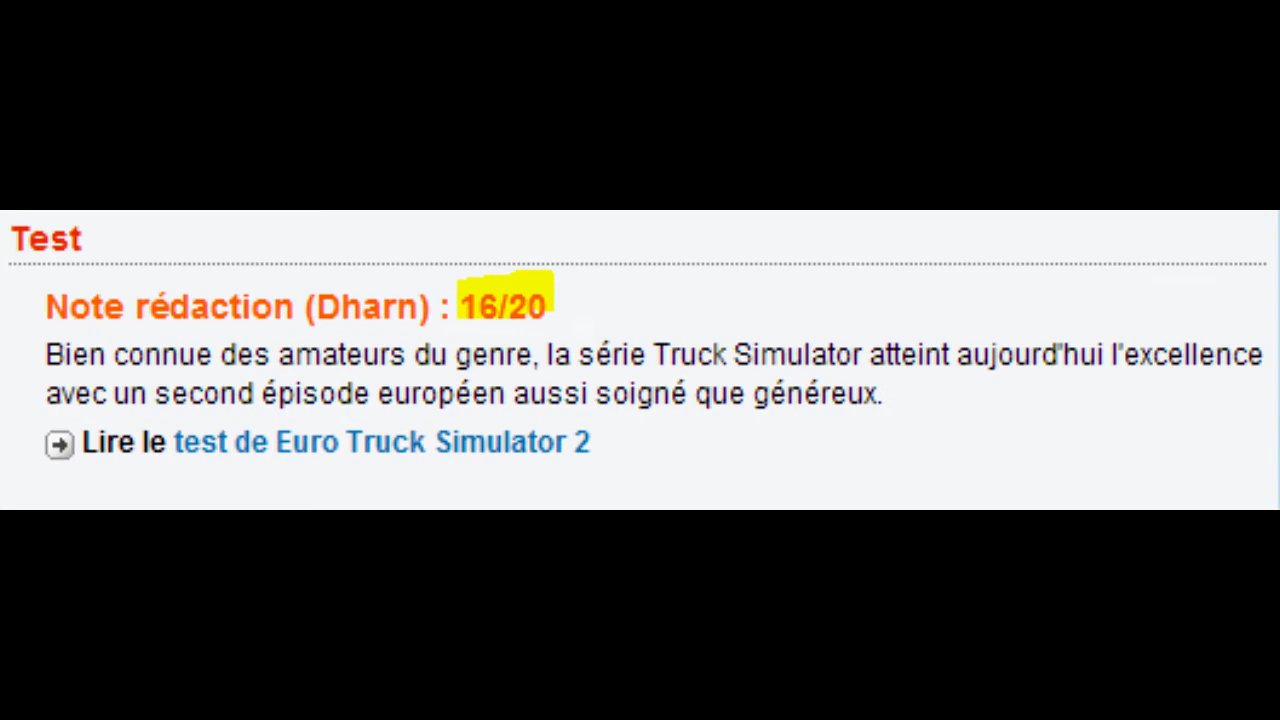 Test
Note rédaction (Dharn) : 16/20
Bien connue des amateurs du genre, la série Truck Simulator atteint aujourd'hui l'excellence
avec un second épisode européen aussi soigné que généreux.
Lire le test de Euro Truck Simulator 2